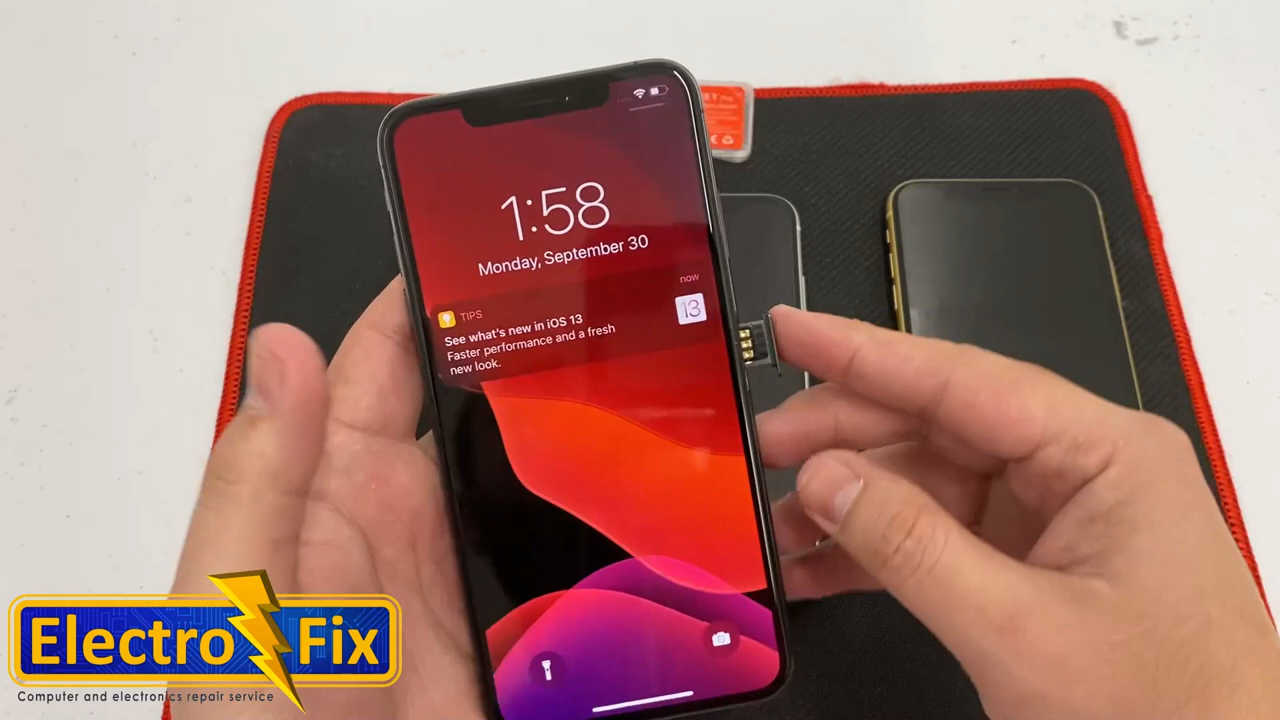 1:58
Monday, September 30
TIPS
now
See what's new in iOS 13
Faster performance and a fresh
new look.
13
Electro Fix
Computer and electronics repair service